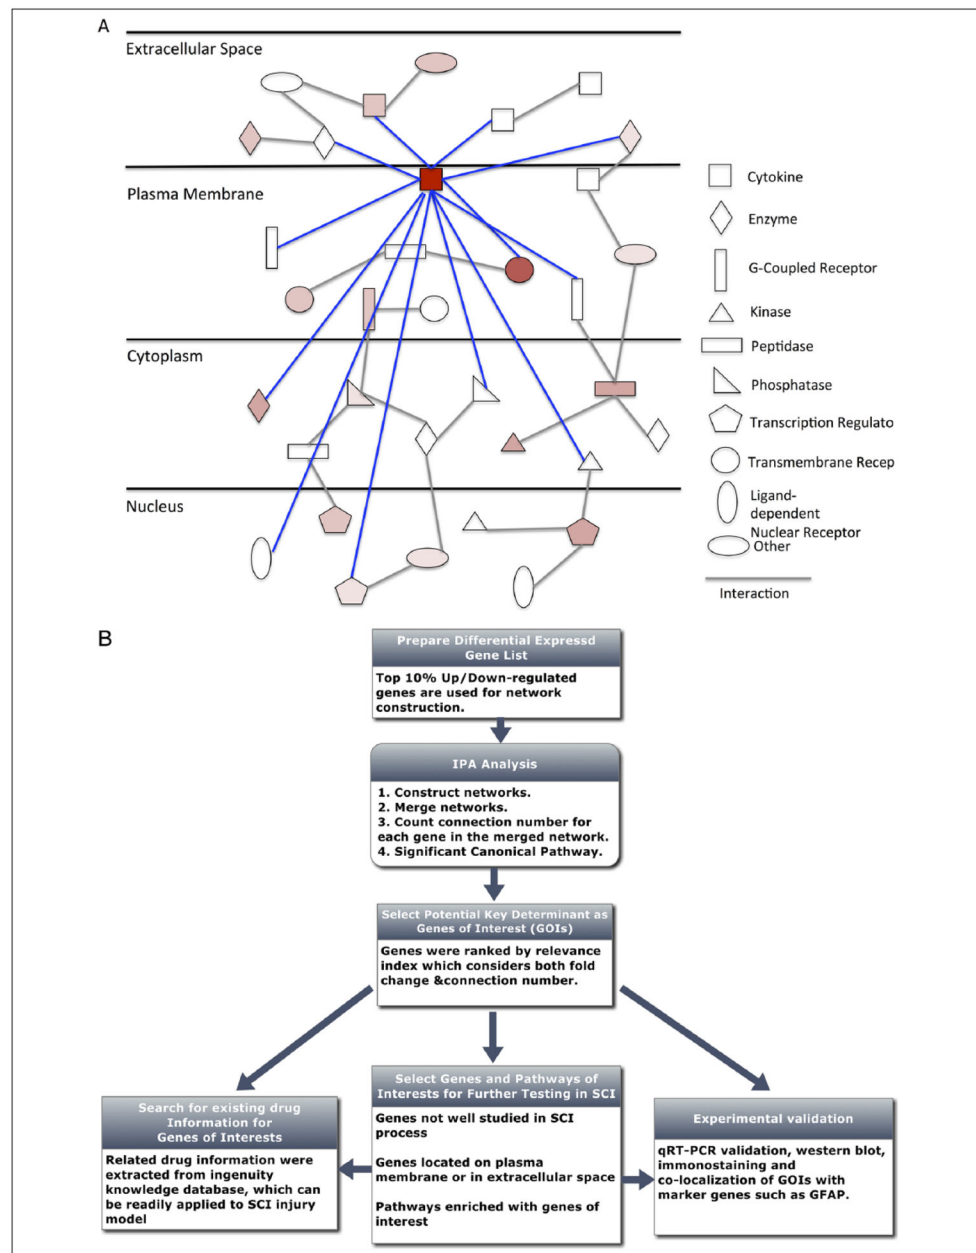 A
Extracellular Space
Plasma Membrane
Cytoplasm
Nucleus
Cytokine
Enzyme
G-Coupled Receptor
Kinase
Peptidase
Phosphatase
Transcription Regulato
Transmembrane Recep
Ligand-
dependent
Nuclear Receptor
Other
Interaction
B
Prepare Differential Expressd
Gene List
Top 10% Up/Down-regulated
genes are used for network
construction.
IPA Analysis
1. Construct networks.
2. Merge networks.
3. Count connection number for
each gene in the merged network.
4. Significant Canonical Pathway.
Select Potential Key Determinant as
Genes of Interest (GOIs)
Genes were ranked by relevance
index which considers both fold
change &connection number.
Search for existing drug
Information for
Genes of Interests
Related drug information were
extracted from ingenuity
knowledge database, which can
be readily applied to SCI injury
model
Select Genes and Pathways of
Interests for Further Testing in SCI
Genes not well studied in SCI
process
Genes located on plasma
membrane or in extracellular space
Pathways enriched with genes of
interest
Experimental validation
qRT-PCR validation, western blot,
immonostaining and
co-localization of GOIs with
marker genes such as GFAP.